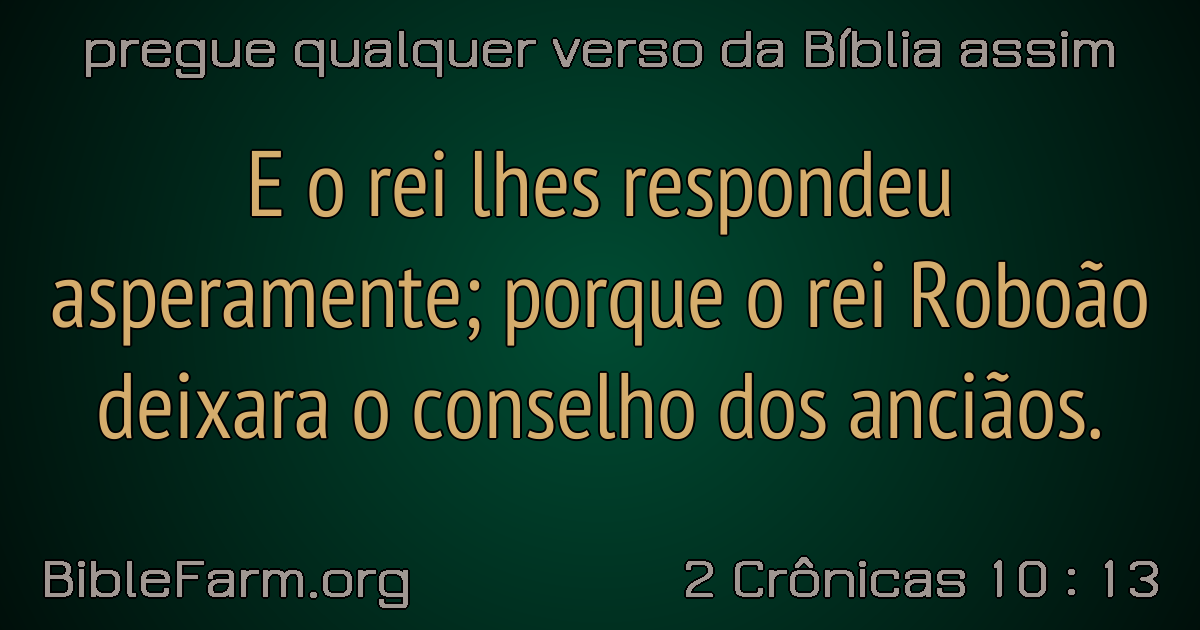 pregue qualquer verso da Bíblia assim
E o rei lhes respondeu
asperamente; porque o rei Roboão
deixara o conselho dos anciãos.
BibleFarm.org
2 Crônicas 10 : 13